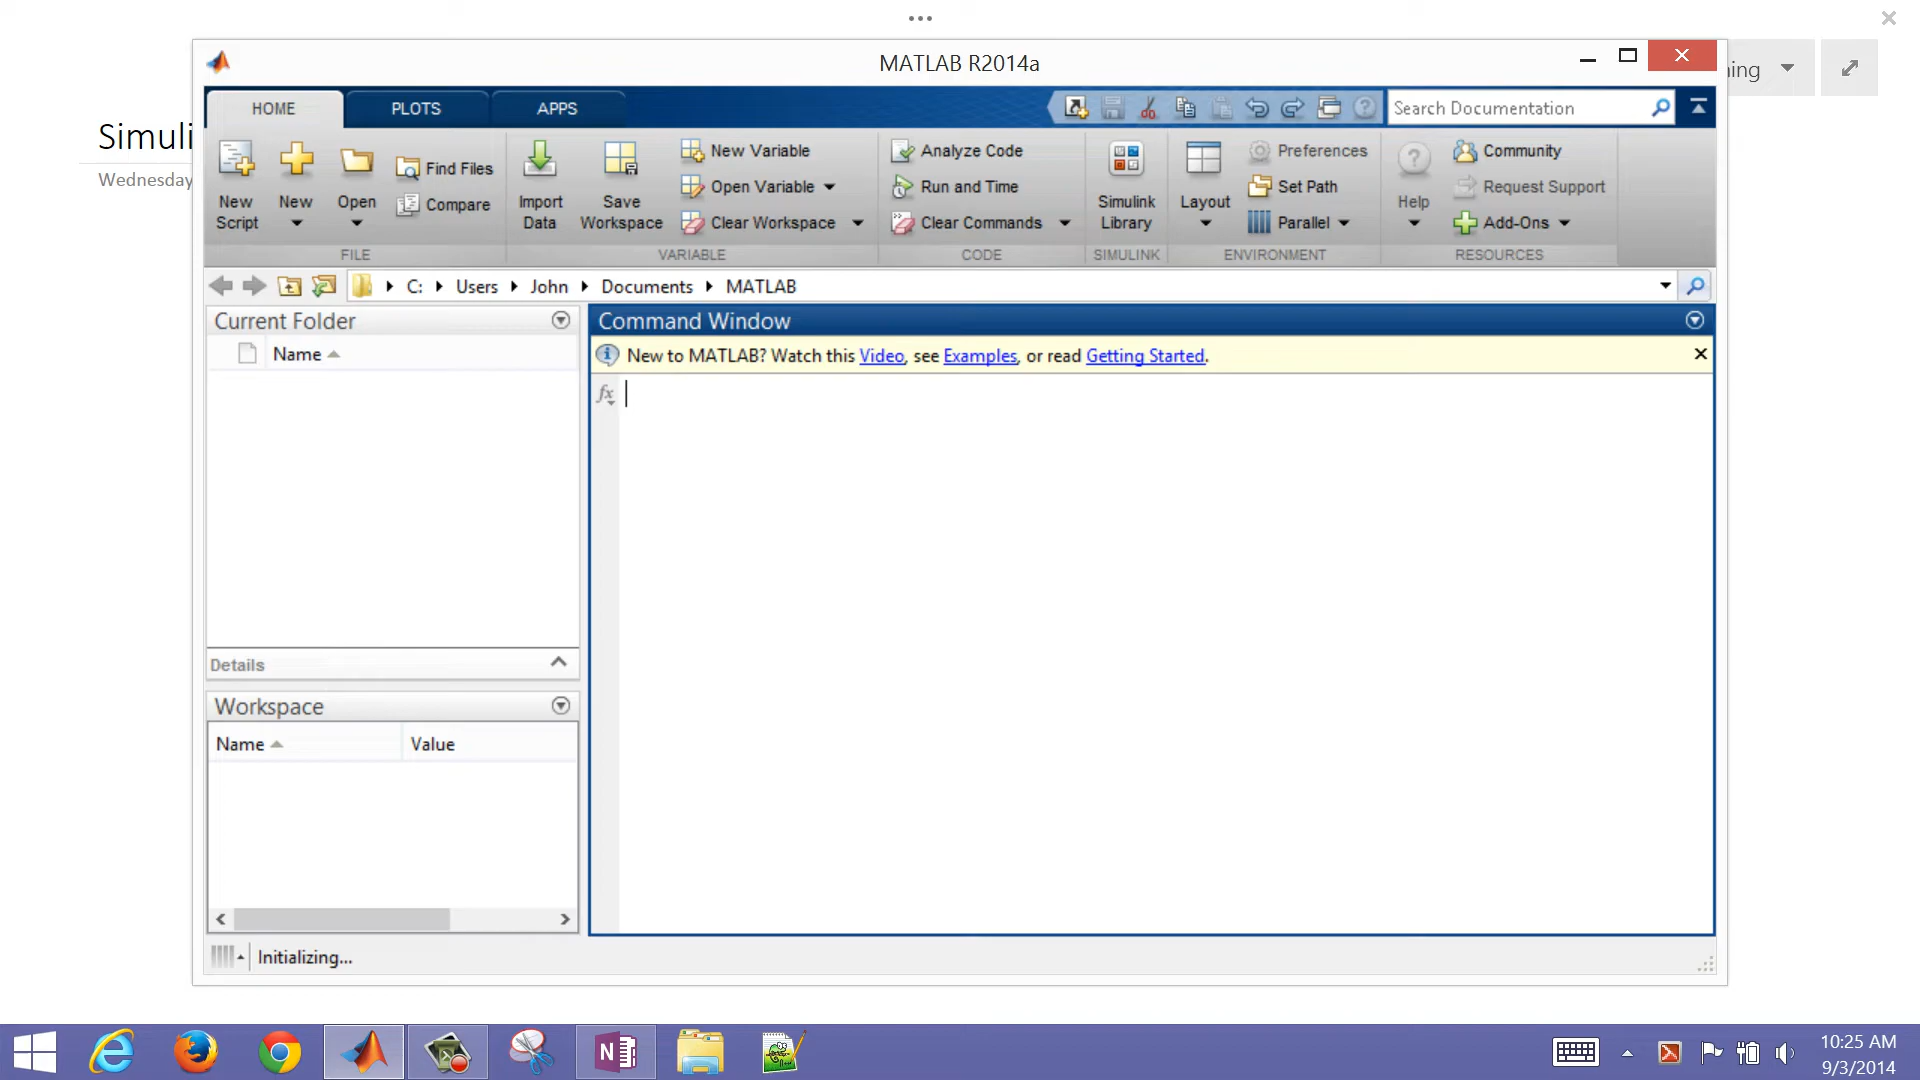 MATLAB R2014a
ing
Simuli
Wednesday
HOME
PLOTS
APPS
Search Documentation
New Script
New
Open
Find Files
Compare
FILE
Import Data
Save Workspace
New Variable
Open Variable
Clear Workspace
VARIABLE
Analyze Code
Run and Time
Clear Commands
CODE
Simulink Library
SIMULINK
Layout
Preferences
Set Path
Parallel
ENVIRONMENT
Help
Community
Request Support
Add-Ons
RESOURCES
C: Users John Documents MATLAB
Current Folder
Name
Details
Workspace
Name Value
Command Window
New to MATLAB? Watch this Video, see Examples, or read Getting Started.
fx
Initializing...
10:25 AM
9/3/2014